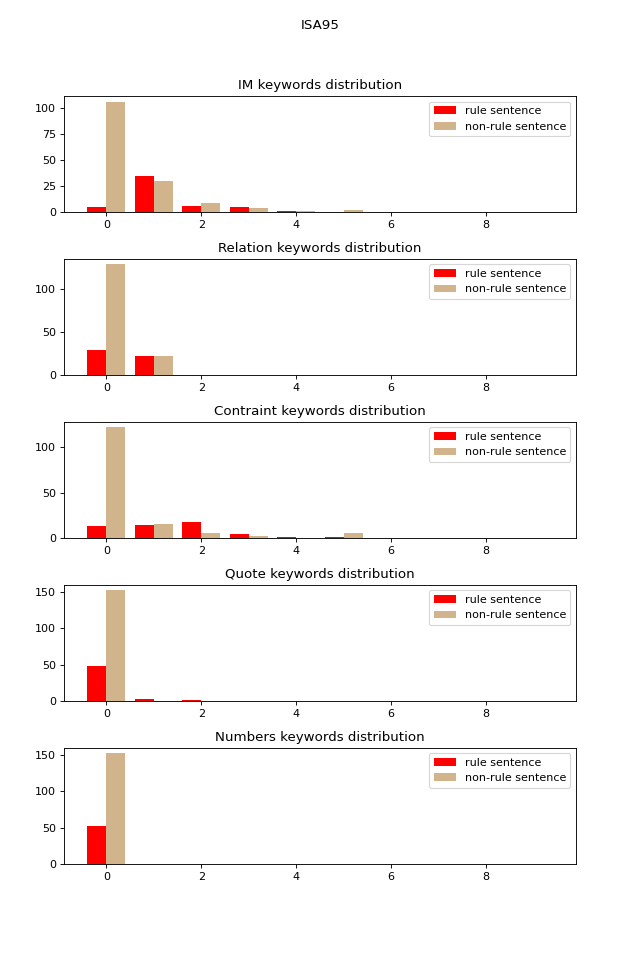 ISA95
IM keywords distribution
100
75
50
25
0
rule sentence
non-rule sentence
0 2 4 6 8
Relation keywords distribution
100
50
0
rule sentence
non-rule sentence
0 2 4 6 8
Contraint keywords distribution
100
50
0
rule sentence
non-rule sentence
0 2 4 6 8
Quote keywords distribution
150
100
50
0
rule sentence
non-rule sentence
0 2 4 6 8
Numbers keywords distribution
150
100
50
0
rule sentence
non-rule sentence
0 2 4 6 8